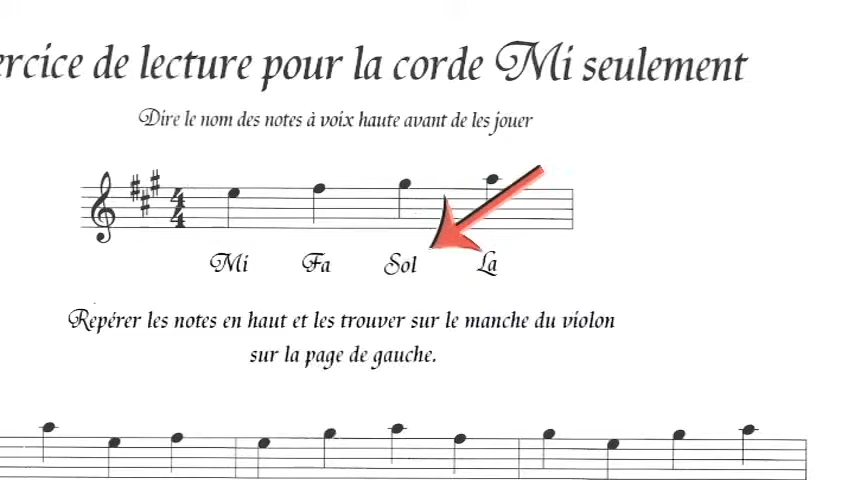 ercice de lecture pour la corde Mi seulement
Dire le nom des notes à voix haute avant de les jouer
4
4
Mi Fa Sol La
Repérer les notes en haut et les trouver sur le manche du violon
sur la page de gauche.